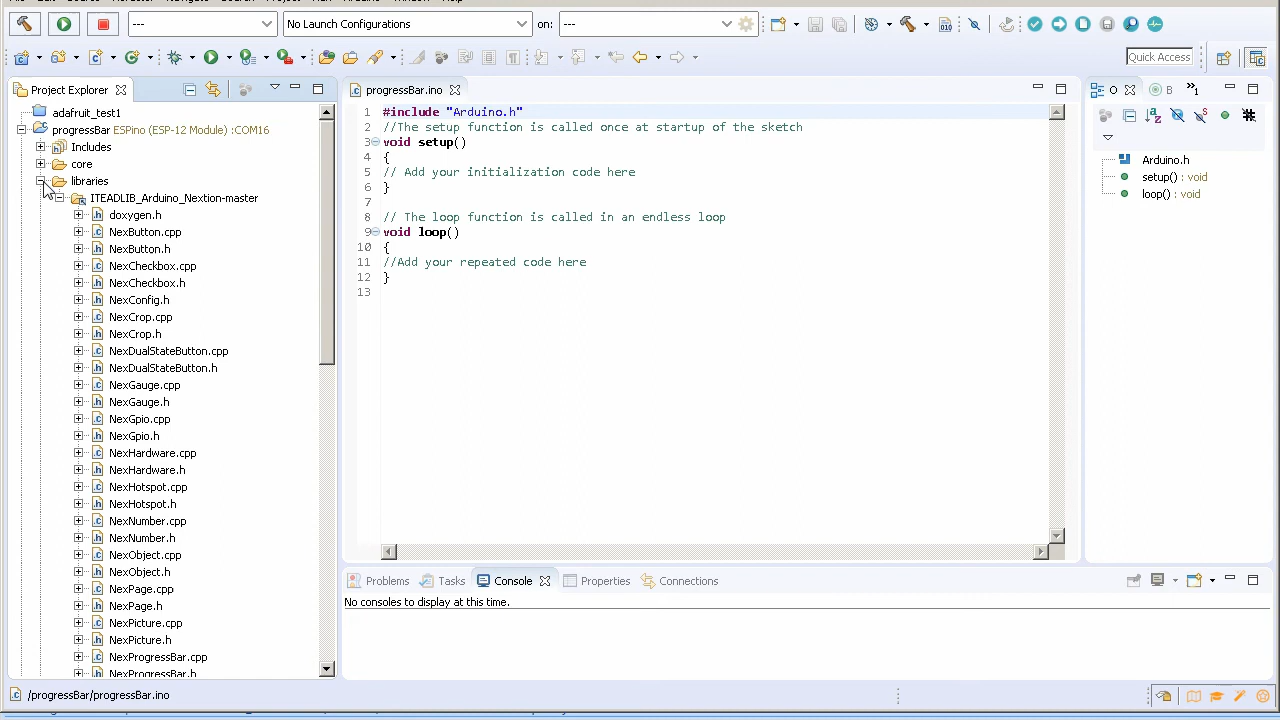 ---
No Launch Configurations
on:
---
Quick Access
Project Explorer
adafruit_test1
progressBar ESPino (ESP-12 Module) :COM16
Includes
core
libraries
ITEADLIB_Arduino_Nextion-master
doxygen.h
NexButton.cpp
NexButton.h
NexCheckbox.cpp
NexCheckbox.h
NexConfig.h
NexCrop.cpp
NexCrop.h
NexDualStateButton.cpp
NexDualStateButton.h
NexGauge.cpp
NexGauge.h
NexGpio.cpp
NexGpio.h
NexHardware.cpp
NexHardware.h
NexHotspot.cpp
NexHotspot.h
NexNumber.cpp
NexNumber.h
NexObject.cpp
NexObject.h
NexPage.cpp
NexPage.h
NexPicture.cpp
NexPicture.h
NexProgressBar.cpp
NexProgressBar.h
progressBar.ino
1 #include "Arduino.h"
2 //The setup function is called once at startup of the sketch
3 void setup()
4 {
5 // Add your initialization code here
6 }
7
8 // The loop function is called in an endless loop
9 void loop()
10 {
11 //Add your repeated code here
12 }
13
O
B
»1
Arduino.h
setup() : void
loop() : void
Problems
Tasks
Console
Properties
Connections
No consoles to display at this time.
/progressBar/progressBar.ino